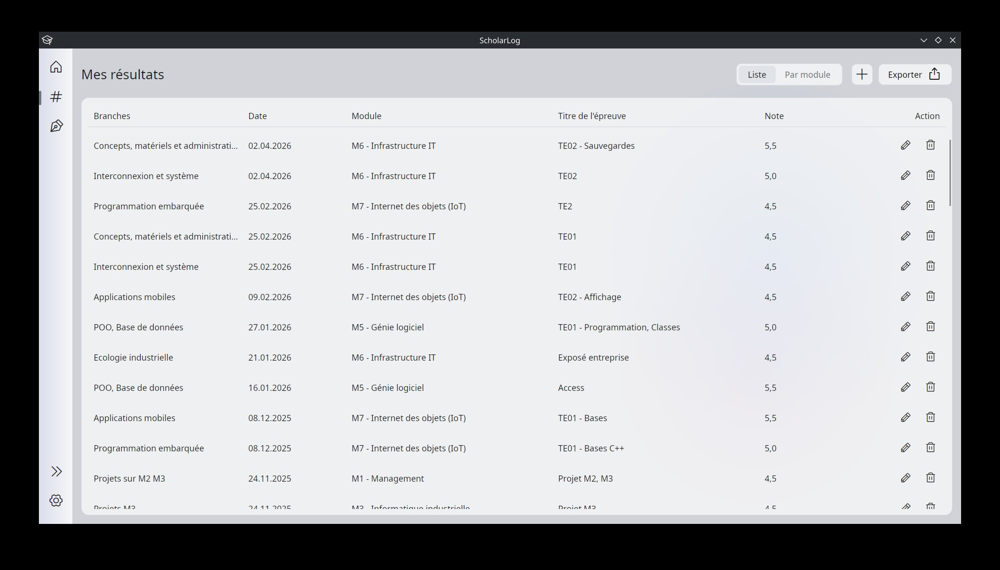 ScholarLog
Mes résultats
Liste Par module Exporter
Branches Date Module Titre de l'épreuve Note Action
Concepts, matériels et administrati... 02.04.2026 M6 - Infrastructure IT TE02 - Sauvegardes 5,5
Interconnexion et système 02.04.2026 M6 - Infrastructure IT TE02 5,0
Programmation embarquée 25.02.2026 M7 - Internet des objets (IoT) TE2 4,5
Concepts, matériels et administrati... 25.02.2026 M6 - Infrastructure IT TE01 4,5
Interconnexion et système 25.02.2026 M6 - Infrastructure IT TE01 4,5
Applications mobiles 09.02.2026 M7 - Internet des objets (IoT) TE02 - Affichage 4,5
POO, Base de données 27.01.2026 M5 - Génie logiciel TE01 - Programmation, Classes 5,0
Ecologie industrielle 21.01.2026 M6 - Infrastructure IT Exposé entreprise 4,5
POO, Base de données 16.01.2026 M5 - Génie logiciel Access 5,5
Applications mobiles 08.12.2025 M7 - Internet des objets (IoT) TE01 - Bases 5,5
Programmation embarquée 08.12.2025 M7 - Internet des objets (IoT) TE01 - Bases C++ 5,0
Projets sur M2 M3 24.11.2025 M1 - Management Projet M2, M3 4,5
Projets M3 24.11.2025 M3 - Informatique industrielle Projet M3 4,5